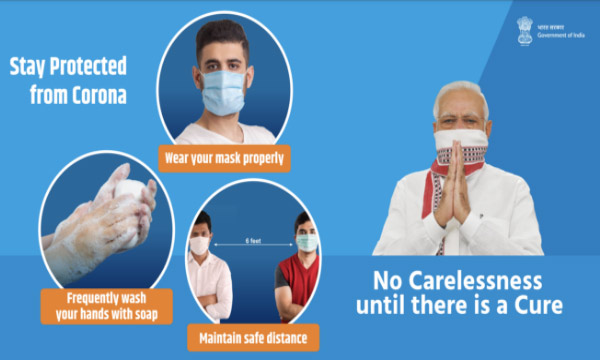 Stay Protected
from Corona
Wear your mask properly
Frequently wash
your hands with soap
6 feet
Maintain safe distance
भारत सरकार
Government of India
No Carelessness
until there is a Cure